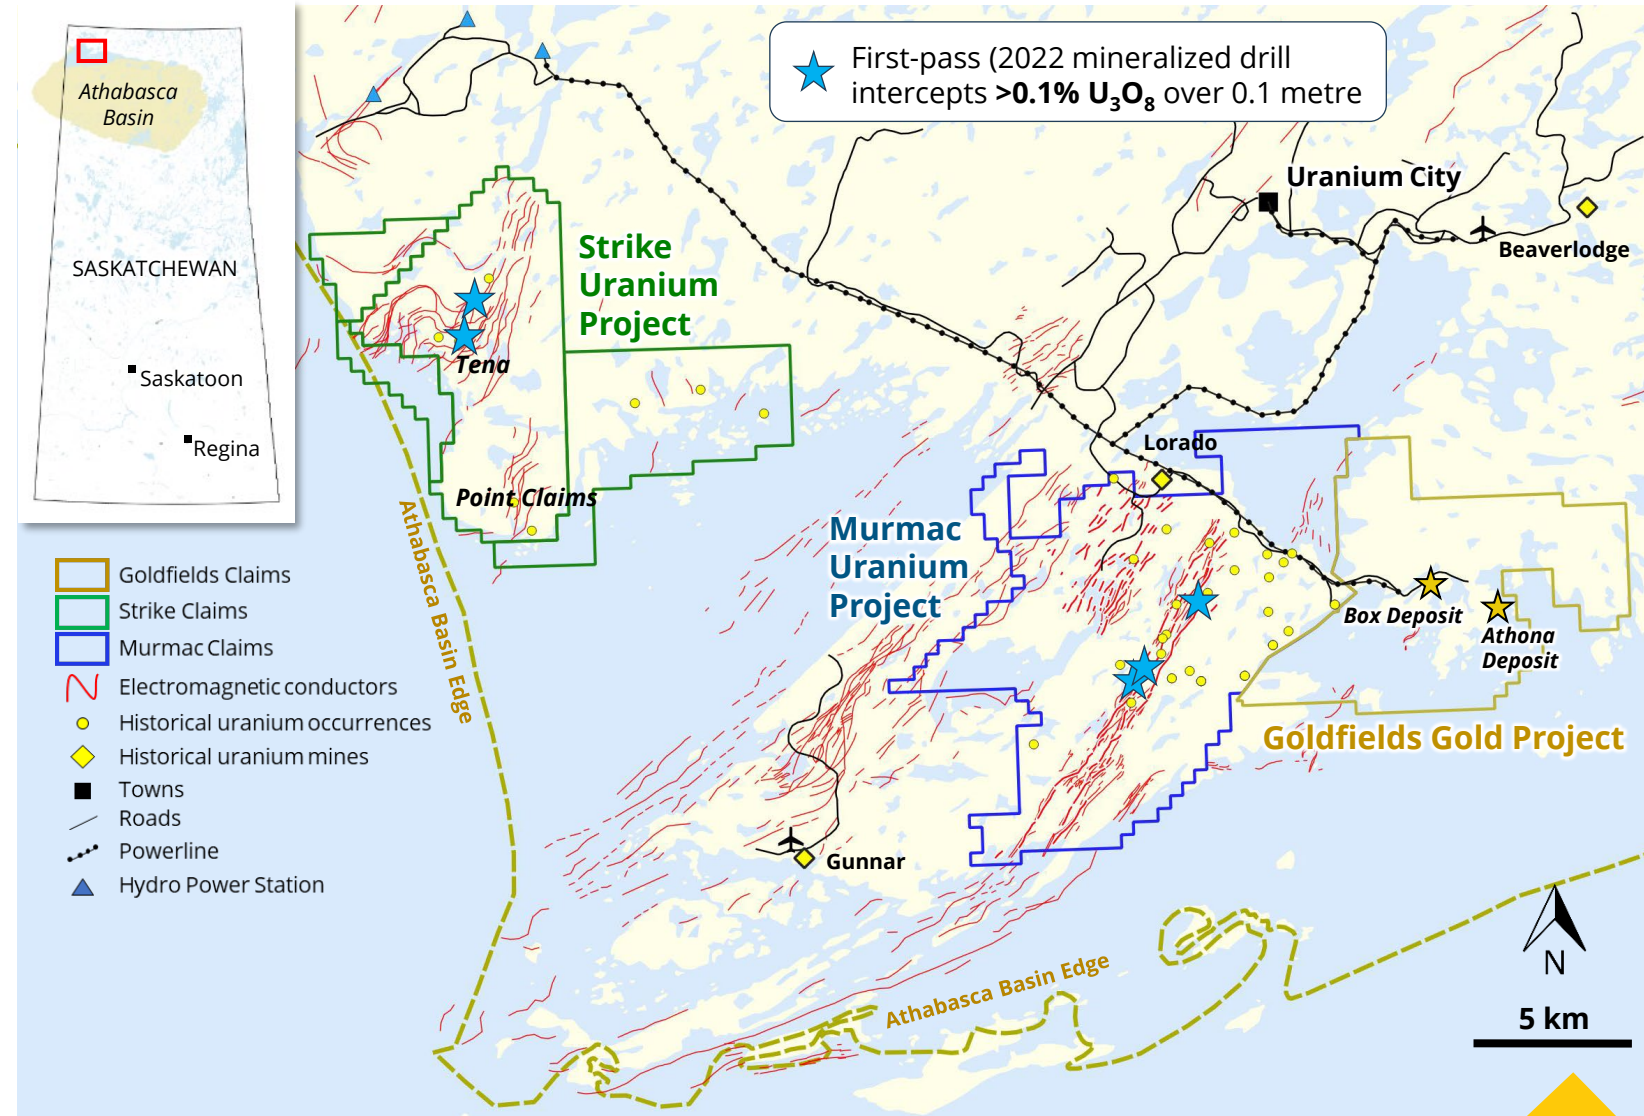 Athabasca
Basin
SASKATCHEWAN
Saskatoon
Regina
First-pass (2022 mineralized drill
intercepts >0.1% U₃O₈ over 0.1 metre
Uranium City
Beaverlodge
Strike
Uranium
Project
Tena
Point Claims
Lorado
Murmac
Uranium
Project
Box Deposit
Athona
Deposit
Goldfields Gold Project
Gunnar
Athabasca Basin Edge
Athabasca Basin Edge
Goldfields Claims
Strike Claims
Murmac Claims
Electromagnetic conductors
Historical uranium occurrences
Historical uranium mines
Towns
Roads
Powerline
Hydro Power Station
N
5 km